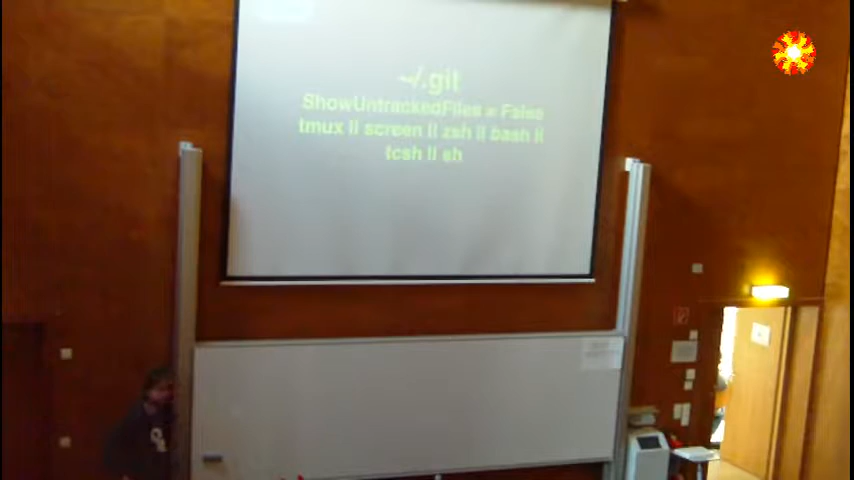 ~/.git
ShowUntrackedFiles = False
tmux || screen || zsh || bash ||
tcsh || sh